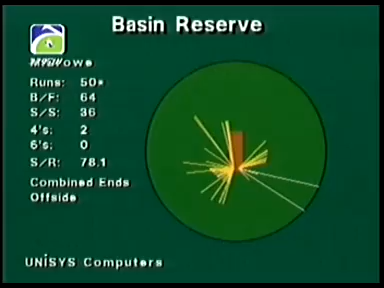 Basin Reserve
Runs: 50*
B/F: 64
S/S: 36
4's: 2
6's: 0
S/R: 78.1
Combined Ends
Offside
UNiSYS Computers